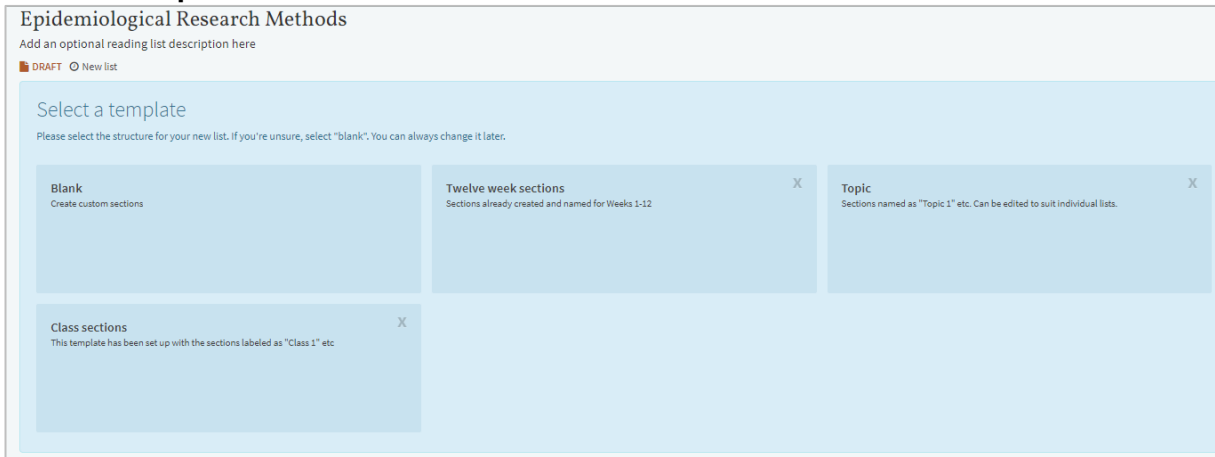 Epidemiological Research Methods
Add an optional reading list description here
DRAFT New list
Select a template
Please select the structure for your new list. If you're unsure, select "blank". You can always change it later.
Blank
Create custom sections
Twelve week sections
X
Sections already created and named for Weeks 1-12
Topic
X
Sections named as "Topic 1" etc. Can be edited to suit individual lists.
Class sections
X
This template has been set up with the sections labeled as "Class 1" etc